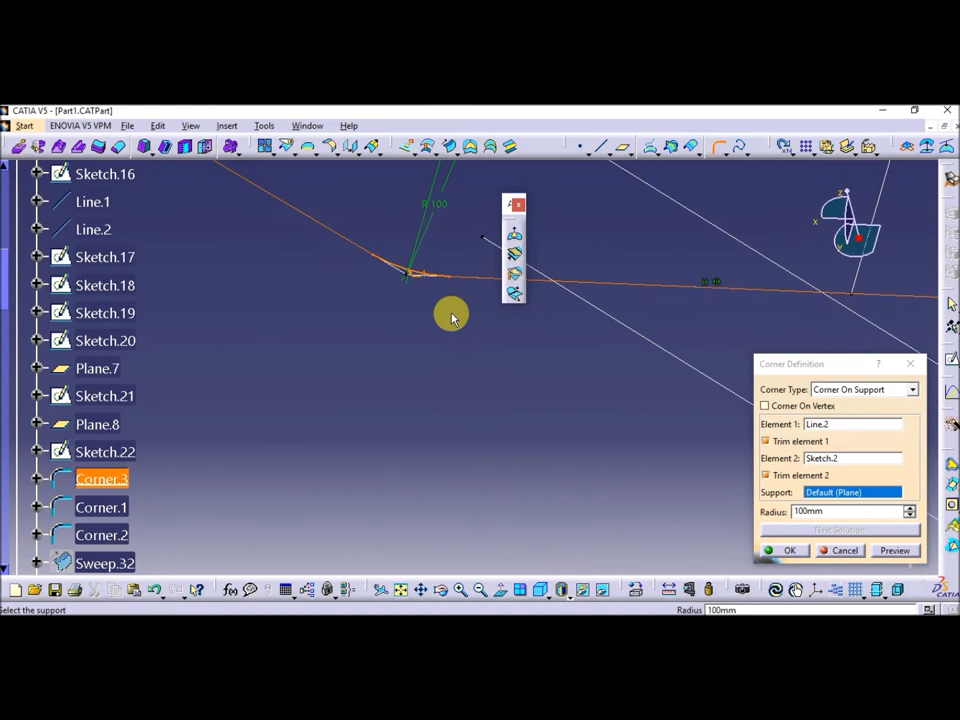 CATIA V5 - [Part1.CATPart]
Start ENOVIA V5 VPM File Edit View Insert Tools Window Help
Sketch.16
Line.1
Line.2
Sketch.17
Sketch.18
Sketch.19
Sketch.20
Plane.7
Sketch.21
Plane.8
Sketch.22
Corner.3
Corner.1
Corner.2
Sweep.32
R 100
H
z
x
y
Corner Definition
Corner Type: Corner On Support
Corner On Vertex
Element 1: Line.2
Trim element 1
Element 2: Sketch.2
Trim element 2
Support: Default (Plane)
Radius: 100mm
Next Solution
OK Cancel Preview
f(x)
CATIA
Select the support
Radius 100mm